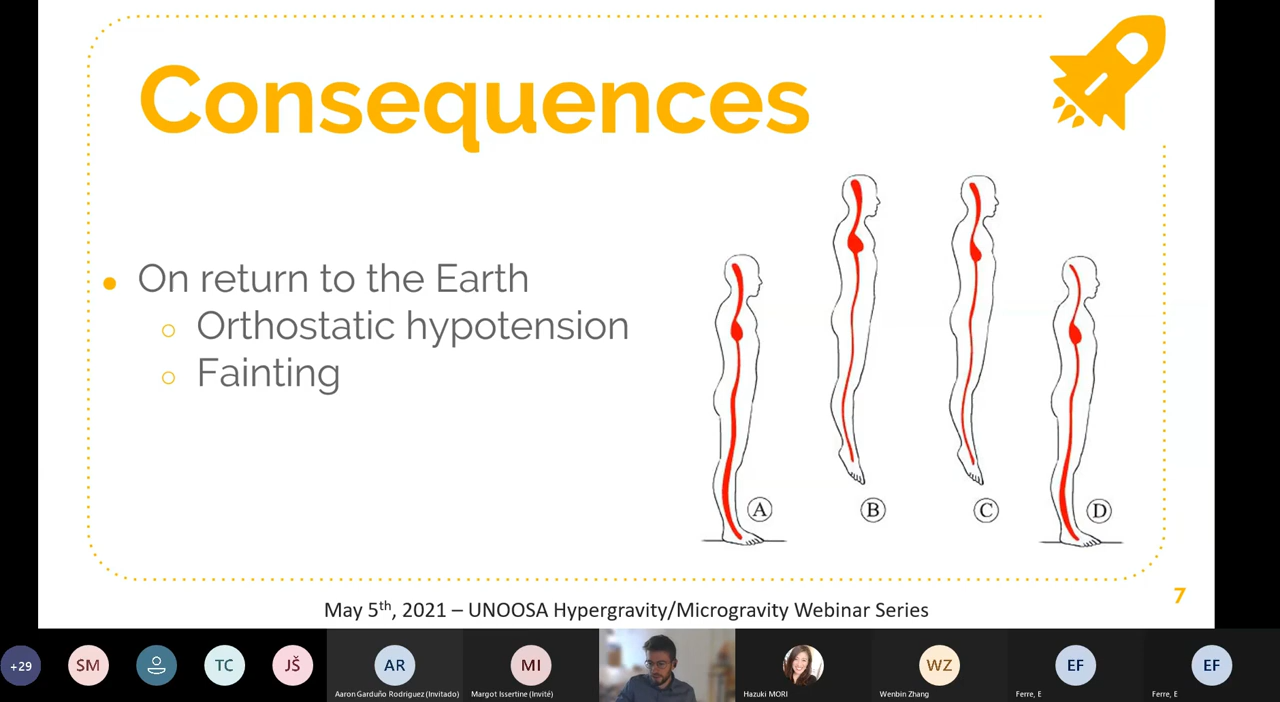 Consequences
On return to the Earth
Orthostatic hypotension
Fainting
A
B
C
D
7
May 5th, 2021 – UNOOSA Hypergravity/Microgravity Webinar Series
+29
SM
TC
JŠ
AR
MI
WZ
EF
EF
Aaron Garduño Rodriguez (Invitado)
Margot Issertine (Invité)
Hazuki MORI
Wenbin Zhang
Ferre, E
Ferre, E